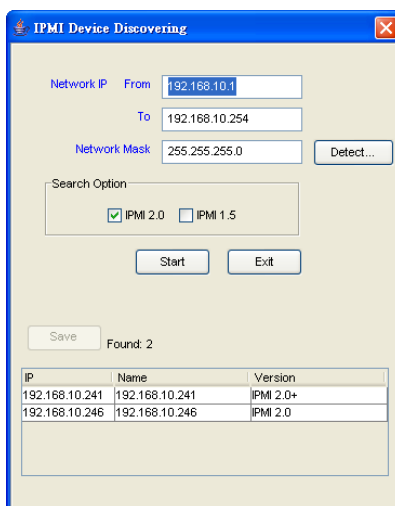 IPMI Device Discovering
Network IP From 192.168.10.1
To 192.168.10.254
Network Mask 255.255.255.0 Detect...
Search Option
IPMI 2.0 IPMI 1.5
Start Exit
Save Found: 2
IP Name Version
192.168.10.241 192.168.10.241 IPMI 2.0+
192.168.10.246 192.168.10.246 IPMI 2.0